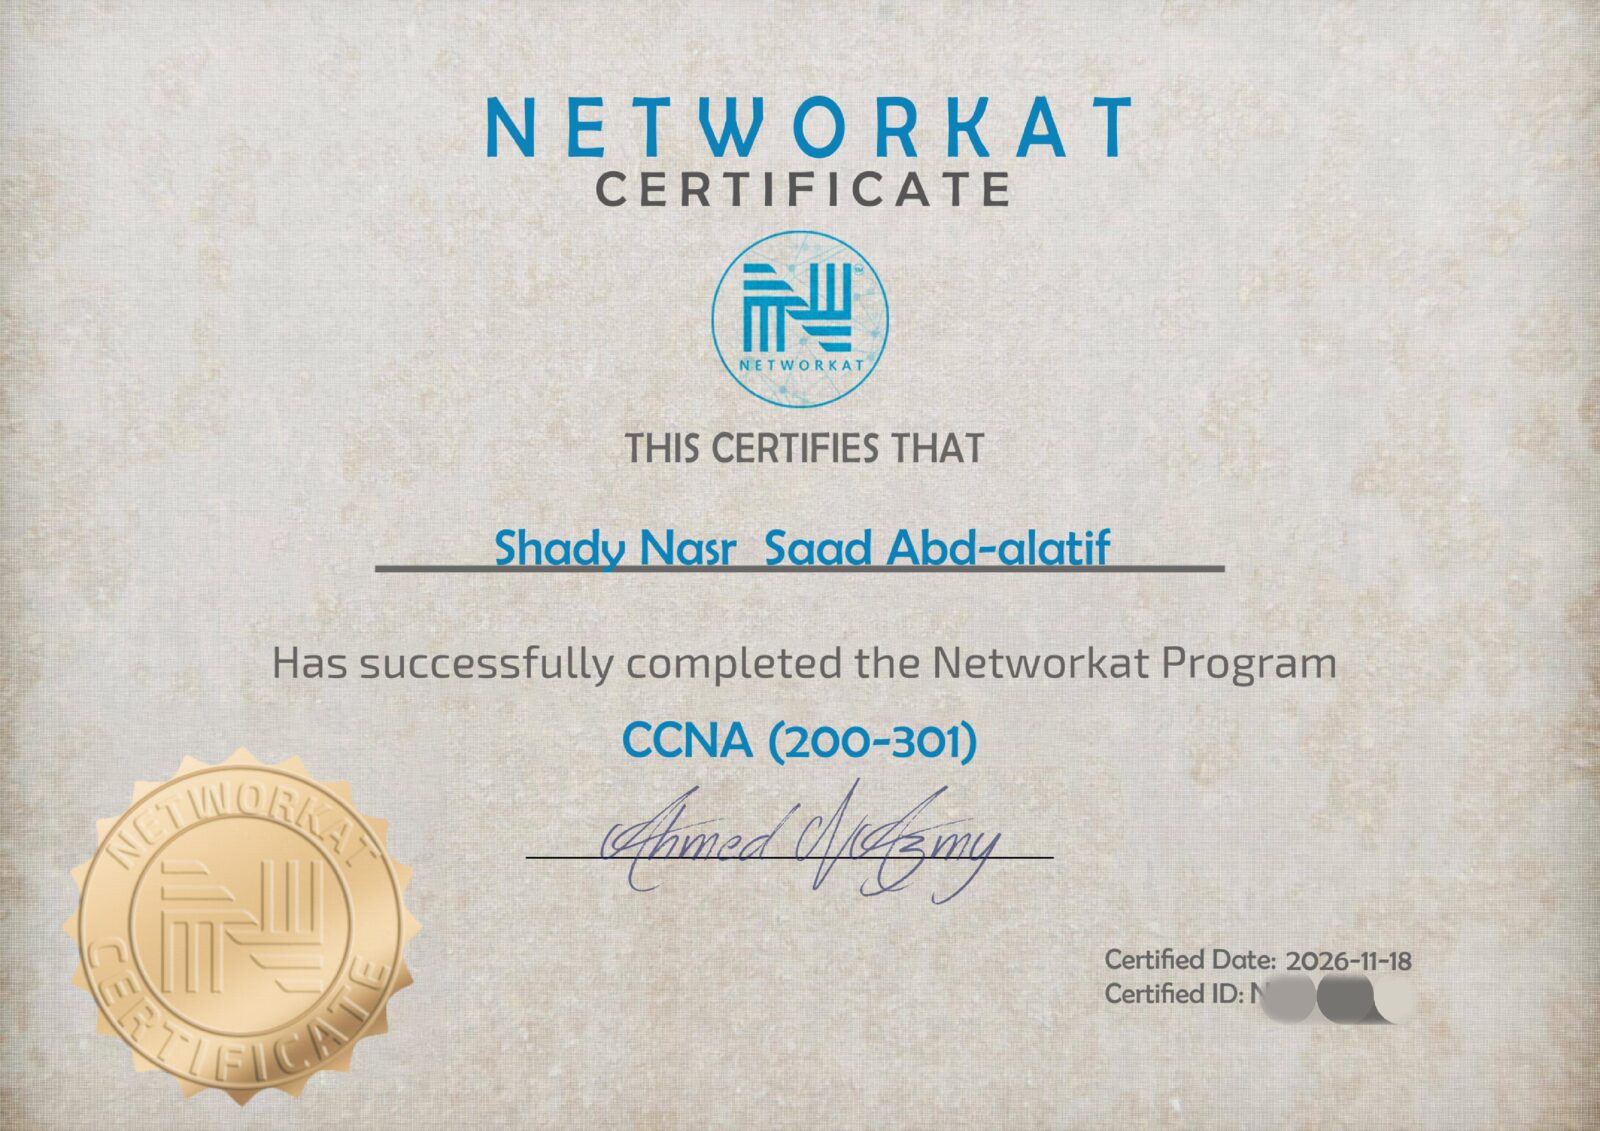 NETWORKAT
CERTIFICATE
TM
NETWORKAT
THIS CERTIFIES THAT
Shady Nasr Saad Abd-alatif
Has successfully completed the Networkat Program
CCNA (200-301)
Ahmed N Azmy
NETWORKAT
CERTIFICATE
Certified Date: 2026-11-18
Certified ID: N